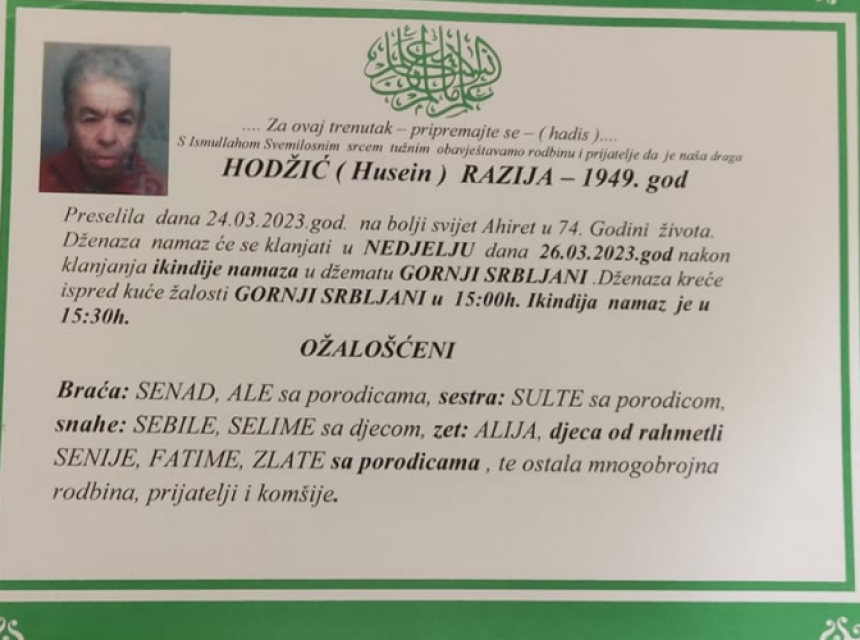 .... Za ovaj trenutak – pripremajte se – ( hadis )....
S Ismullahom Svemilosnim srcem tužnim obavještavamo rodbinu i prijatelje da je naša draga
HODŽIĆ ( Husein ) RAZIJA – 1949. god
Preselila dana 24.03.2023.god. na bolji svijet Ahiret u 74. Godini života.
Dženaza namaz će se klanjati u NEDJELJU dana 26.03.2023.god nakon
klanjanja ikindije namaza u džematu GORNJI SRBLJANI .Dženaza kreće
ispred kuće žalosti GORNJI SRBLJANI u 15:00h. Ikindija namaz je u
15:30h.
OŽALOŠĆENI
Braća: SENAD, ALE sa porodicama, sestra: SULTE sa porodicom,
snahe: SEBILE, SELIME sa djecom, zet: ALIJA, djeca od rahmetli
SENIJE, FATIME, ZLATE sa porodicama , te ostala mnogobrojna
rodbina, prijatelji i komšije.